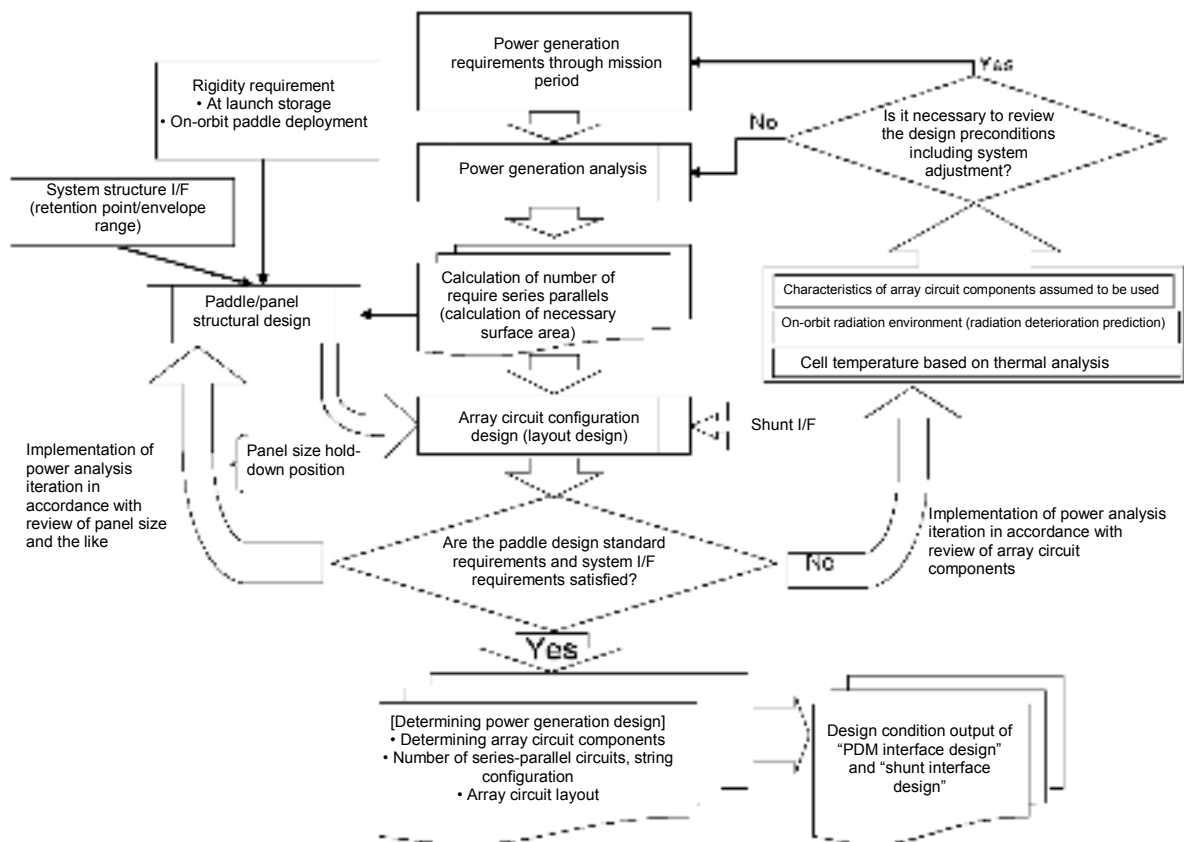 Power generation
requirements through mission
period
Yes
Rigidity requirement
• At launch storage
• On-orbit paddle deployment
Is it necessary to review
the design preconditions
including system
adjustment?
No
Power generation analysis
System structure I/F
(retention point/envelope
range)
Calculation of number of
require series parallels
(calculation of necessary
surface area)
Paddle/panel
structural design
Characteristics of array circuit components assumed to be used
On-orbit radiation environment (radiation deterioration prediction)
Cell temperature based on thermal analysis
Array circuit configuration
design (layout design)
Shunt I/F
Panel size hold-
down position
Implementation of
power analysis
iteration in
accordance with
review of panel size
and the like
Implementation of power analysis
iteration in accordance with
review of array circuit
components
Are the paddle design standard
requirements and system I/F
requirements satisfied?
No
Yes
[Determining power generation design]
• Determining array circuit components
• Number of series-parallel circuits, string
configuration
• Array circuit layout
Design condition output of
“PDM interface design”
and “shunt interface
design”